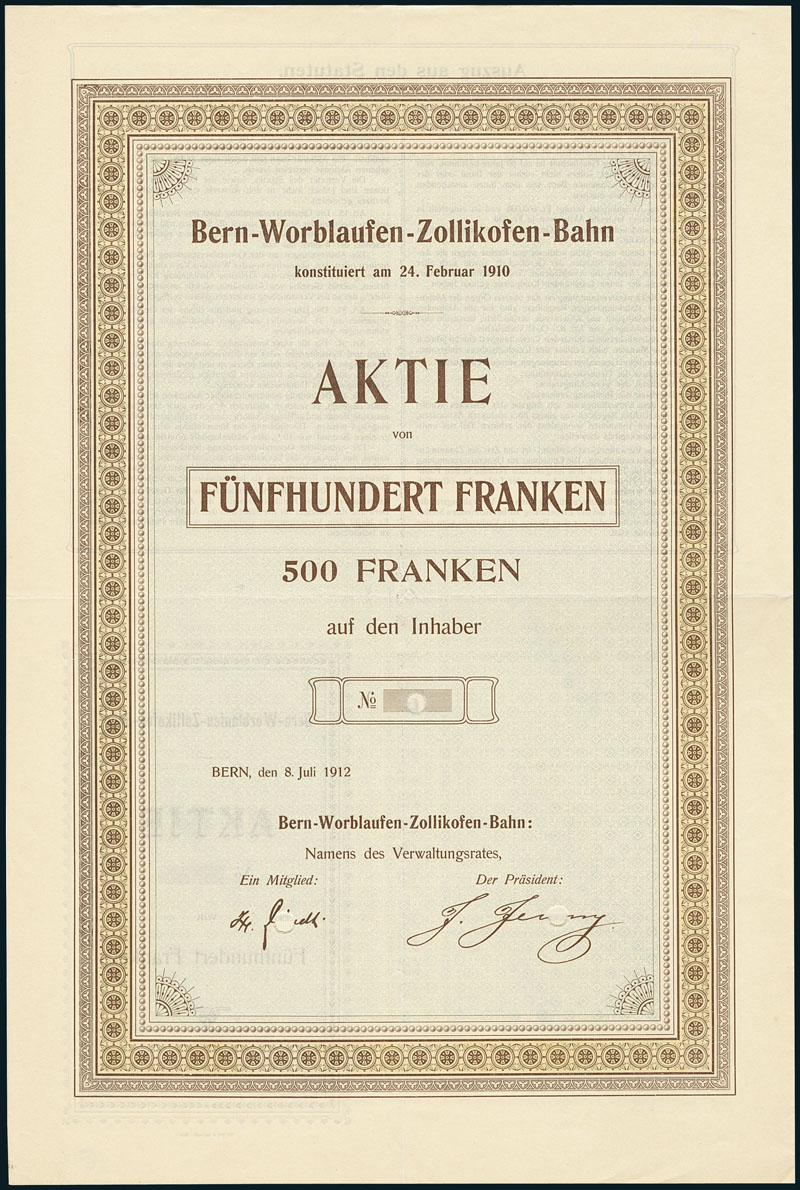 Bern-Worblaufen-Zollikofen-Bahn
konstituiert am 24. Februar 1910
AKTIE
von
FÜNFHUNDERT FRANKEN
500 FRANKEN
auf den Inhaber
No
BERN, den 8. Juli 1912
Bern-Worblaufen-Zollikofen-Bahn:
Namens des Verwaltungsrates,
Ein Mitglied: Der Präsident:
J. Jenny